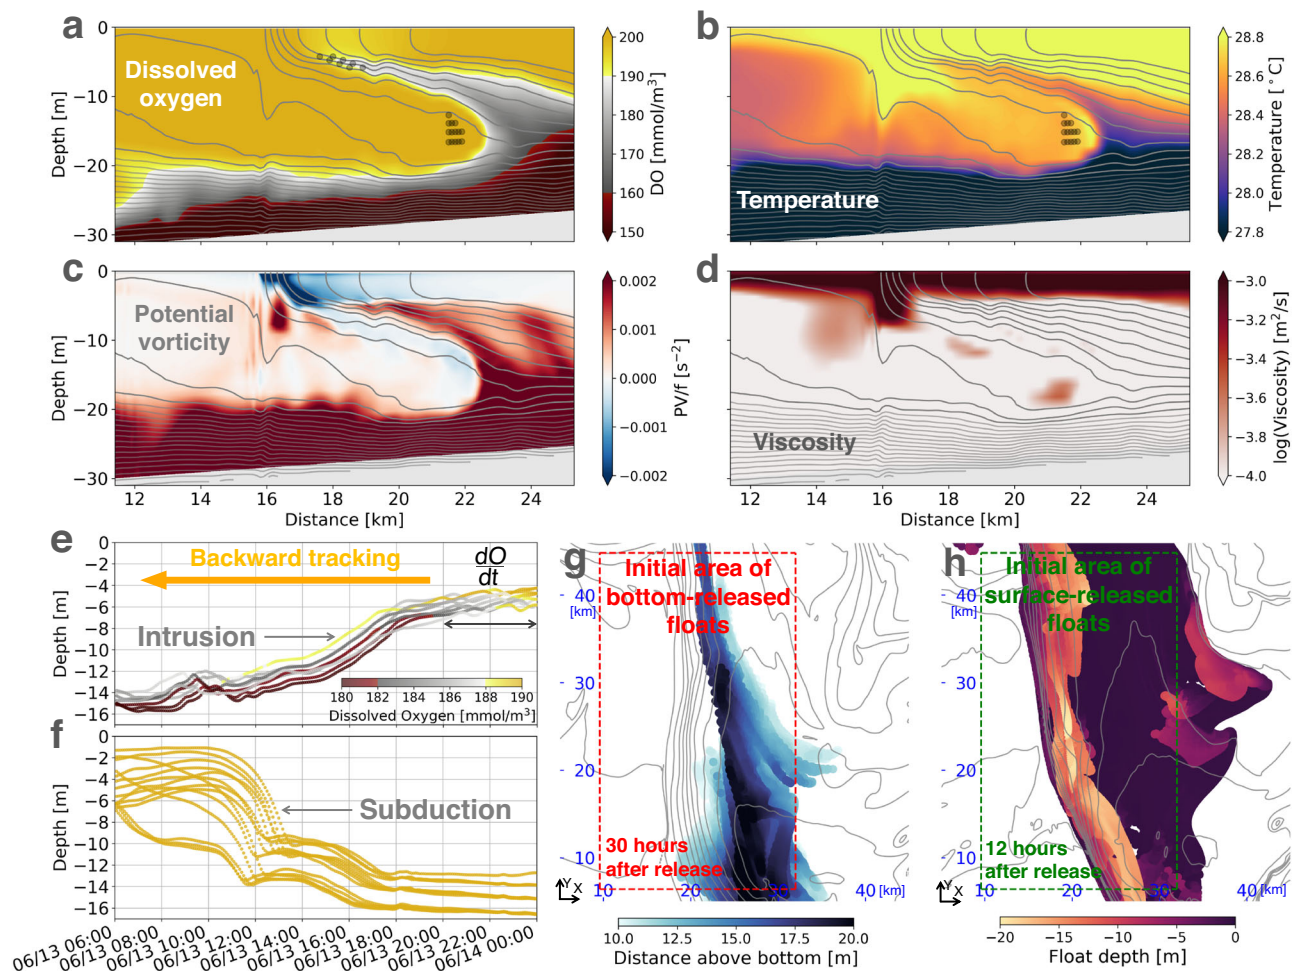 a
Dissolved
oxygen
0
−10
−20
−30
Depth [m]
200
190
180
170
160
150
DO [mmol/m³]
b
Temperature
28.8
28.6
28.4
28.2
28.0
27.8
Temperature [ °C]
c
Potential
vorticity
0
−10
−20
−30
Depth [m]
12 14 16 18 20 22 24
Distance [km]
0.002
0.001
0.000
−0.001
−0.002
PV/f [s⁻²]
d
Viscosity
12 14 16 18 20 22 24
Distance [km]
−3.0
−3.2
−3.4
−3.6
−3.8
−4.0
log(Viscosity) [m²/s]
e
Backward tracking
dO
dt
Intrusion
0
−2
−4
−6
−8
−10
−12
−14
−16
Depth [m]
180 182 184 186 188 190
Dissolved Oxygen [mmol/m³]
f
Subduction
0
−2
−4
−6
−8
−10
−12
−14
−16
Depth [m]
06/13 06:00
06/13 08:00
06/13 10:00
06/13 12:00
06/13 14:00
06/13 16:00
06/13 18:00
06/13 20:00
06/13 22:00
06/14 00:00
g
Initial area of
bottom-released
floats
40
[km]
30
20
10
30 hours
after release
Y
X
10 20 30 40 [km]
10.0 12.5 15.0 17.5 20.0
Distance above bottom [m]
h
Initial area of
surface-released
floats
40
[km]
30
20
10
12 hours
after release
Y
X
10 20 30 40 [km]
−20 −15 −10 −5 0
Float depth [m]